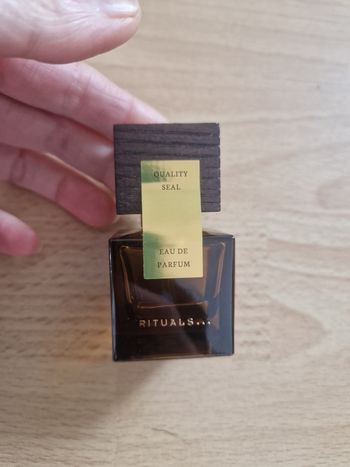 QUALITY
SEAL
EAU DE
PARFUM
RITUALS...